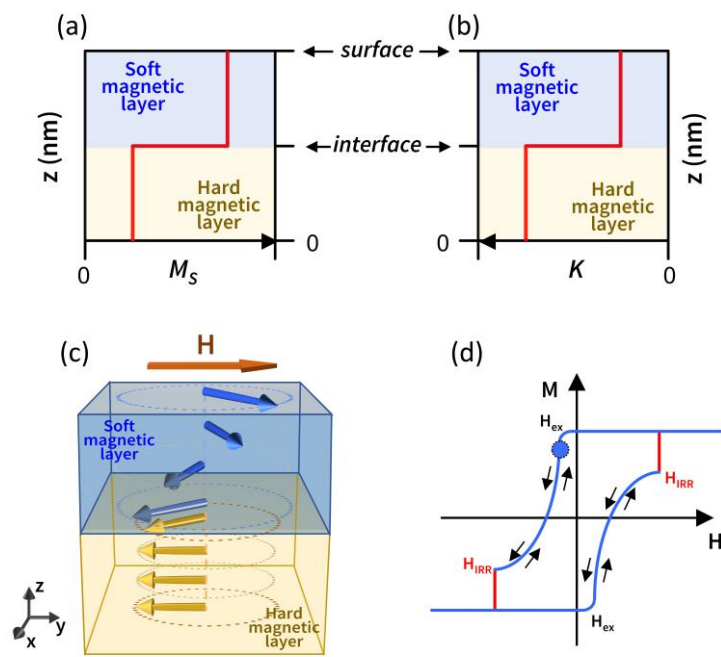 (a)
Soft
magnetic
layer
Hard
magnetic
layer
z (nm)
0
M_S
0
surface
interface
(b)
Soft
magnetic
layer
Hard
magnetic
layer
z (nm)
0
K
0
(c)
H
Soft
magnetic
layer
Hard
magnetic
layer
z
y
x
(d)
M
H_ex
H_IRR
H
H_IRR
H_ex